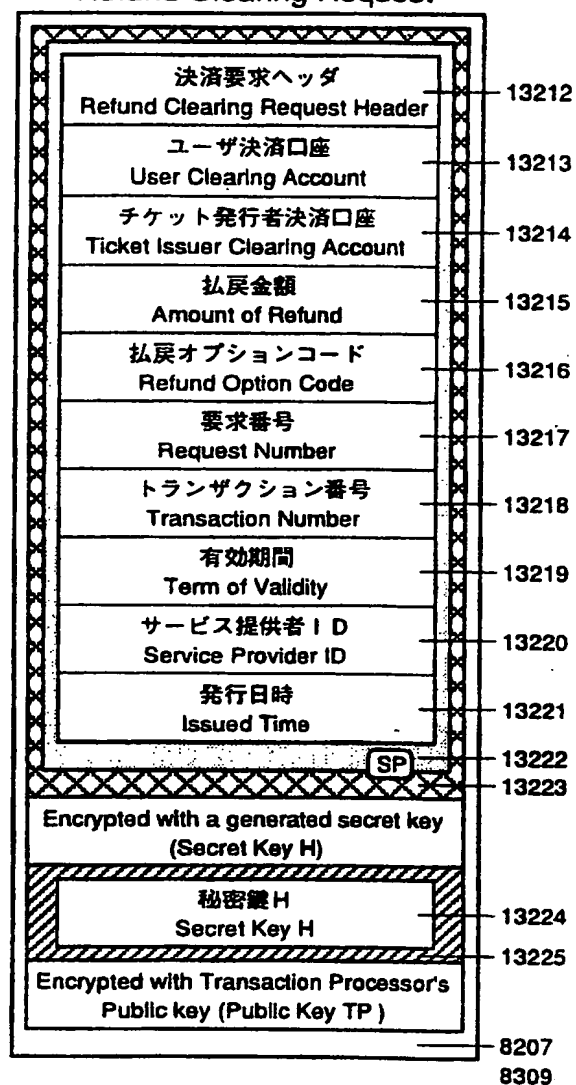 Refund Clearing Request
決済要求ヘッダ
Refund Clearing Request Header
13212
ユーザ決済口座
User Clearing Account
13213
チケット発行者決済口座
Ticket Issuer Clearing Account
13214
払戻金額
Amount of Refund
13215
払戻オプションコード
Refund Option Code
13216
要求番号
Request Number
13217
トランザクション番号
Transaction Number
13218
有効期間
Term of Validity
13219
サービス提供者ID
Service Provider ID
13220
発行日時
Issued Time
13221
SP
13222
13223
Encrypted with a generated secret key
(Secret Key H)
秘密鍵H
Secret Key H
13224
13225
Encrypted with Transaction Processor's
Public key (Public Key TP )
8207
8309